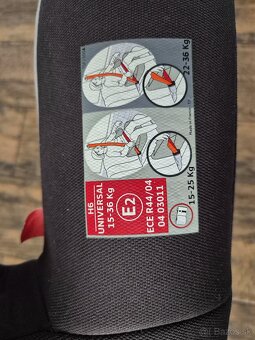 22-36 Kg
15-25 Kg
H6
UNIVERSAL
15-36 Kg
E2
ECE R44/04
04 03011